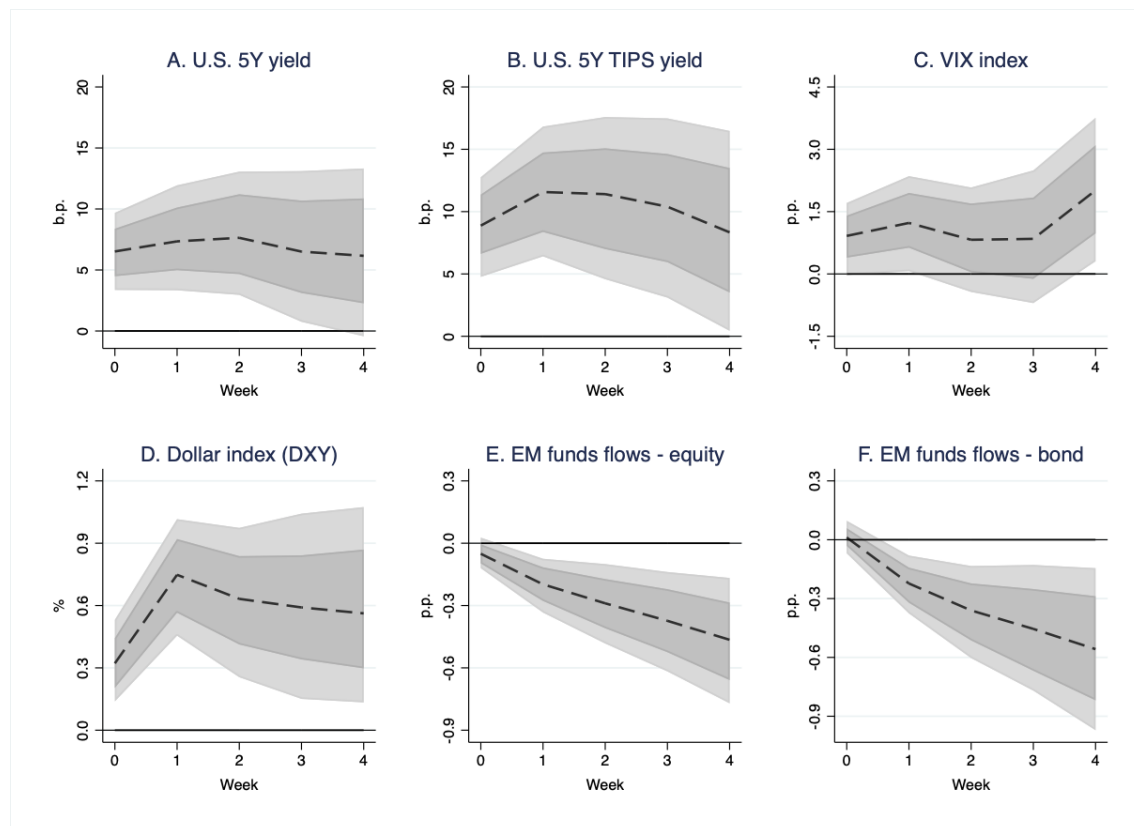 A. U.S. 5Y yield
b.p.
20
15
10
5
0
0 1 2 3 4
Week
B. U.S. 5Y TIPS yield
b.p.
20
15
10
5
0
0 1 2 3 4
Week
C. VIX index
p.p.
4.5
3.0
1.5
0.0
-1.5
0 1 2 3 4
Week
D. Dollar index (DXY)
%
1.2
0.9
0.6
0.3
0.0
0 1 2 3 4
Week
E. EM funds flows - equity
p.p.
0.3
0.0
-0.3
-0.6
-0.9
0 1 2 3 4
Week
F. EM funds flows - bond
p.p.
0.3
0.0
-0.3
-0.6
-0.9
0 1 2 3 4
Week